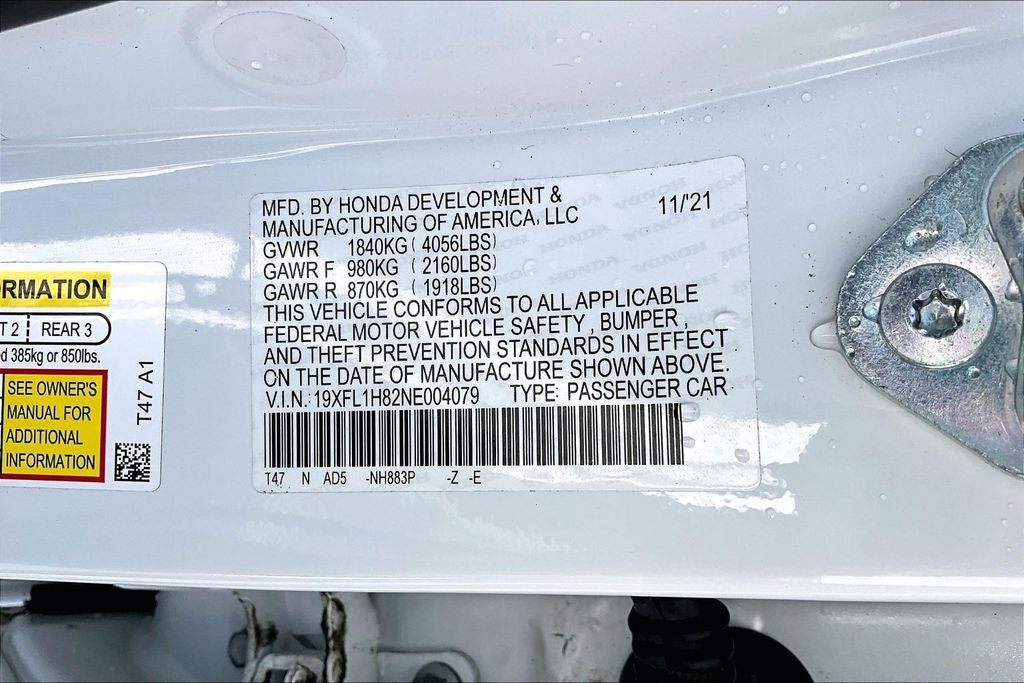 RMATION
T 2 REAR 3
ed 385kg or 850lbs.
SEE OWNER'S
MANUAL FOR
ADDITIONAL
INFORMATION
T47 A1
MFD. BY HONDA DEVELOPMENT &
MANUFACTURING OF AMERICA, LLC 11/'21
GVWR 1840KG ( 4056LBS)
GAWR F 980KG ( 2160LBS)
GAWR R 870KG ( 1918LBS)
THIS VEHICLE CONFORMS TO ALL APPLICABLE
FEDERAL MOTOR VEHICLE SAFETY , BUMPER ,
AND THEFT PREVENTION STANDARDS IN EFFECT
ON THE DATE OF MANUFACTURE SHOWN ABOVE.
V.I.N.: 19XFL1H82NE004079 TYPE: PASSENGER CAR
T47 N AD5 -NH883P -Z -E